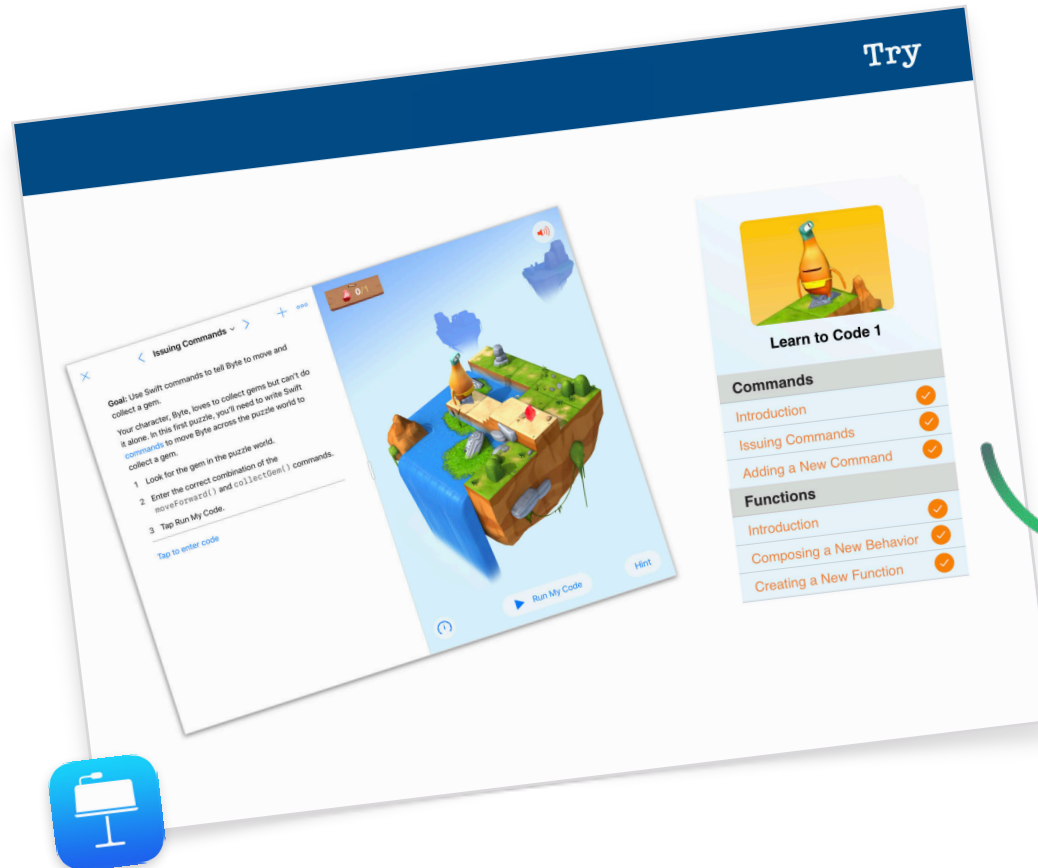 Try
Issuing Commands
Goal: Use Swift commands to tell Byte to move and
collect a gem.
Your character, Byte, loves to collect gems but can't do
it alone. In this first puzzle, you'll need to write Swift
commands to move Byte across the puzzle world to
collect a gem.
1 Look for the gem in the puzzle world.
2 Enter the correct combination of the
moveForward() and collectGem() commands.
3 Tap Run My Code.
Tap to enter code
0/1
Run My Code
Hint
Learn to Code 1
Commands
Introduction
Issuing Commands
Adding a New Command
Functions
Introduction
Composing a New Behavior
Creating a New Function